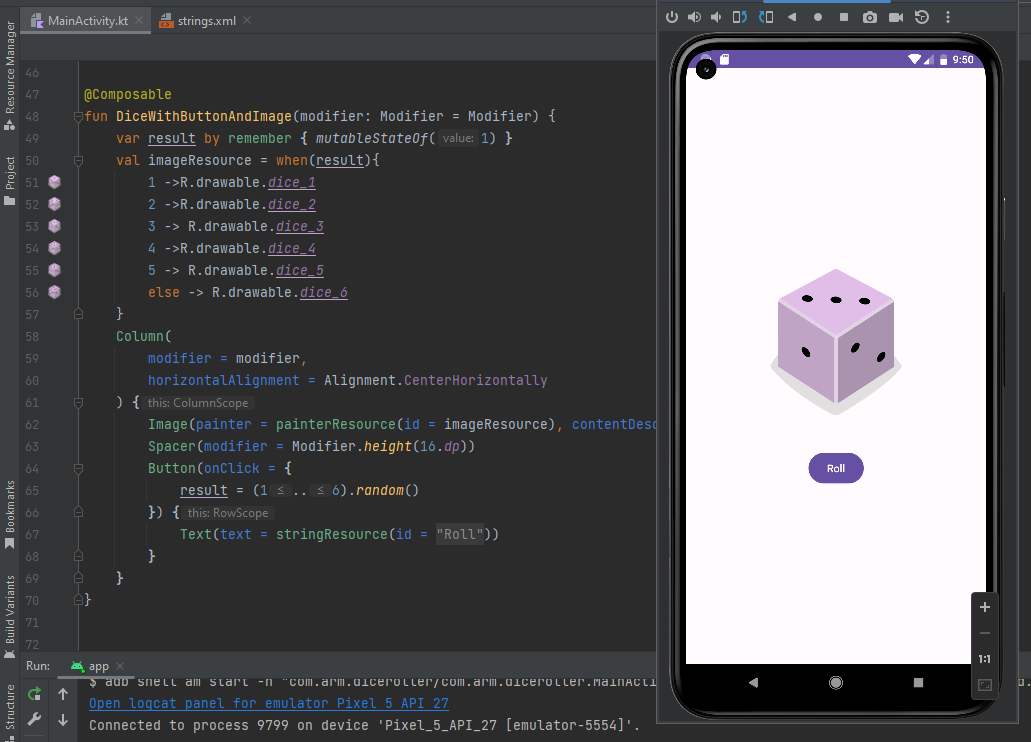 MainActivity.kt
strings.xml
Resource Manager
Project
Bookmarks
Build Variants
Structure
46
47 @Composable
48 fun DiceWithButtonAndImage(modifier: Modifier = Modifier) {
49 var result by remember { mutableStateOf( value: 1) }
50 val imageResource = when(result){
51 1 ->R.drawable.dice_1
52 2 ->R.drawable.dice_2
53 3 -> R.drawable.dice_3
54 4 ->R.drawable.dice_4
55 5 -> R.drawable.dice_5
56 else -> R.drawable.dice_6
57 }
58 Column(
59 modifier = modifier,
60 horizontalAlignment = Alignment.CenterHorizontally
61 ) { this: ColumnScope
62 Image(painter = painterResource(id = imageResource), contentDesc
63 Spacer(modifier = Modifier.height(16.dp))
64 Button(onClick = {
65 result = (1 ≤ .. ≤ 6).random()
66 }) { this: RowScope
67 Text(text = stringResource(id = "Roll"))
68 }
69 }
70 }
71
72
9:50
Roll
1:1
Run: app
$ adb shell am start -n "com.arm.diceroller/com.arm.diceroller.MainActi
d.
Open logcat panel for emulator Pixel 5 API 27
Connected to process 9799 on device 'Pixel_5_API_27 [emulator-5554]'.